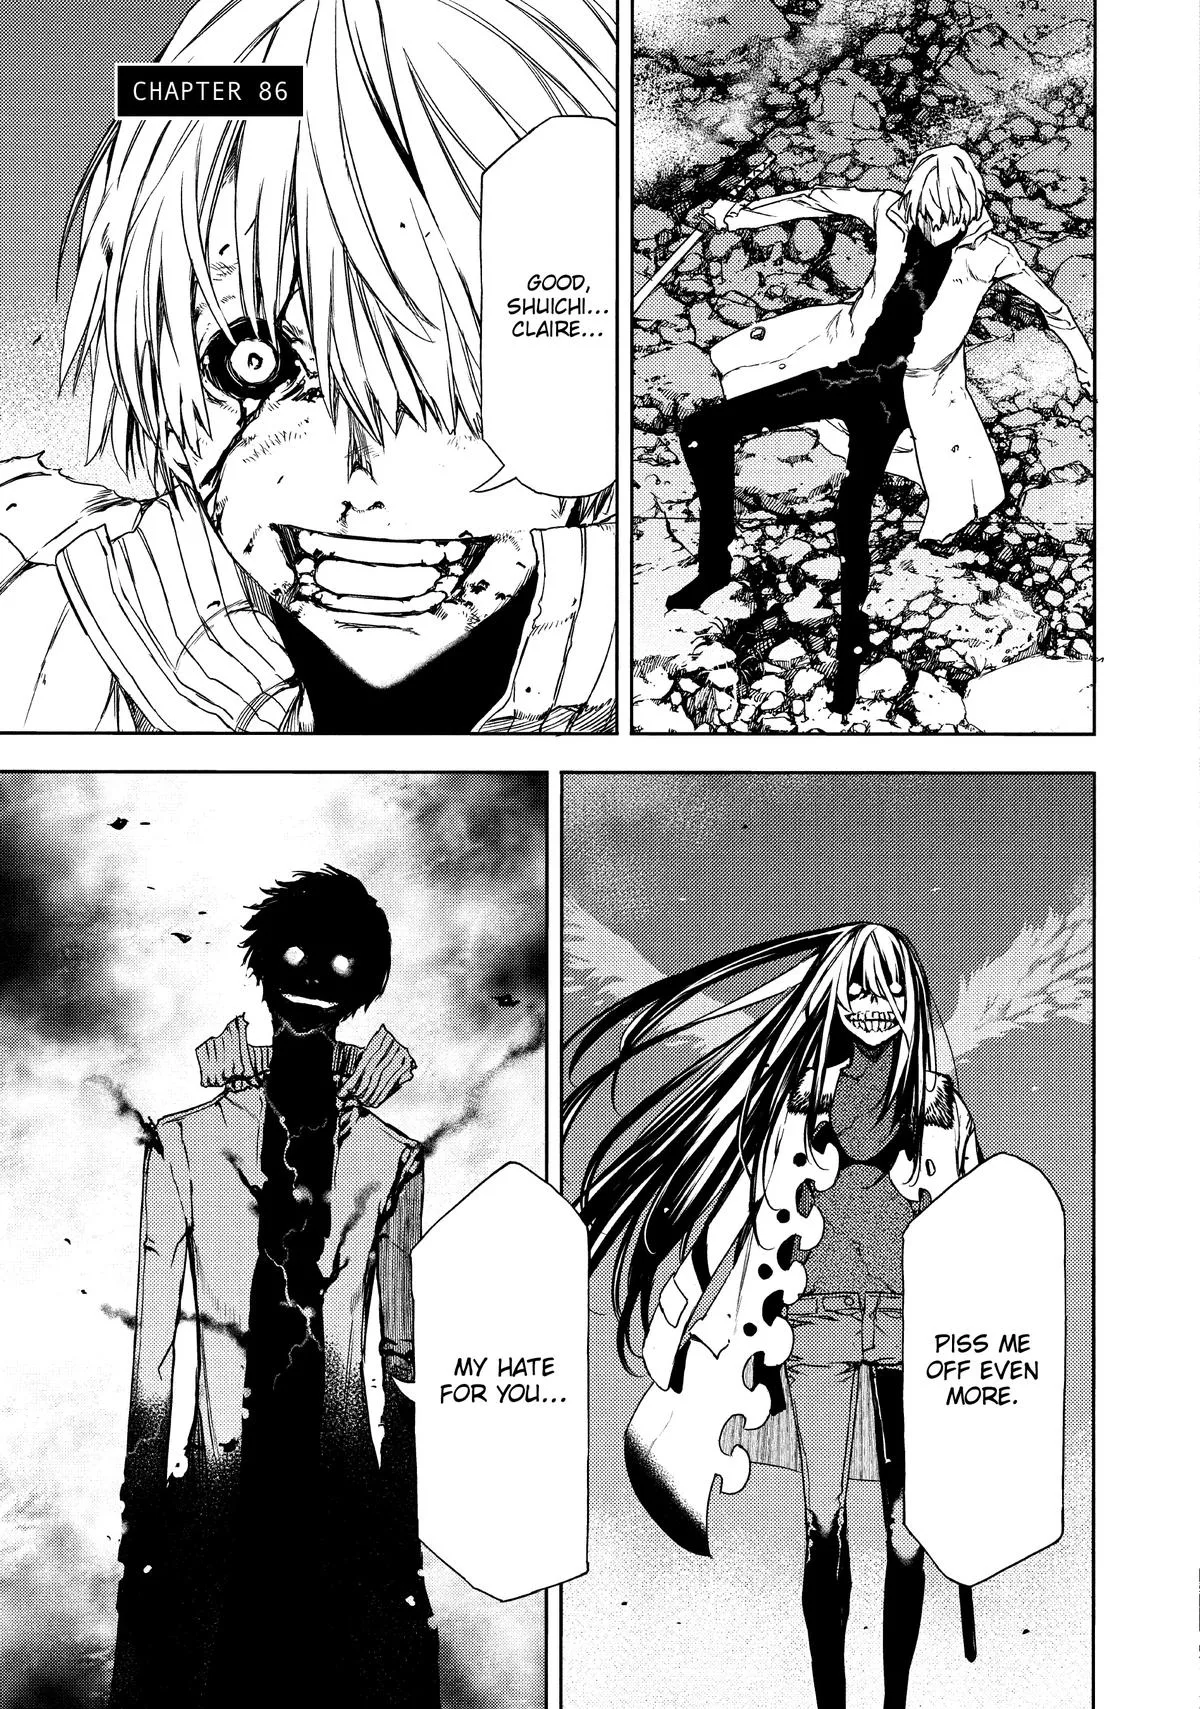 CHAPTER 86
GOOD,
SHUICHI...
CLAIRE...
PISS ME
OFF EVEN
MORE.
MY HATE
FOR YOU...